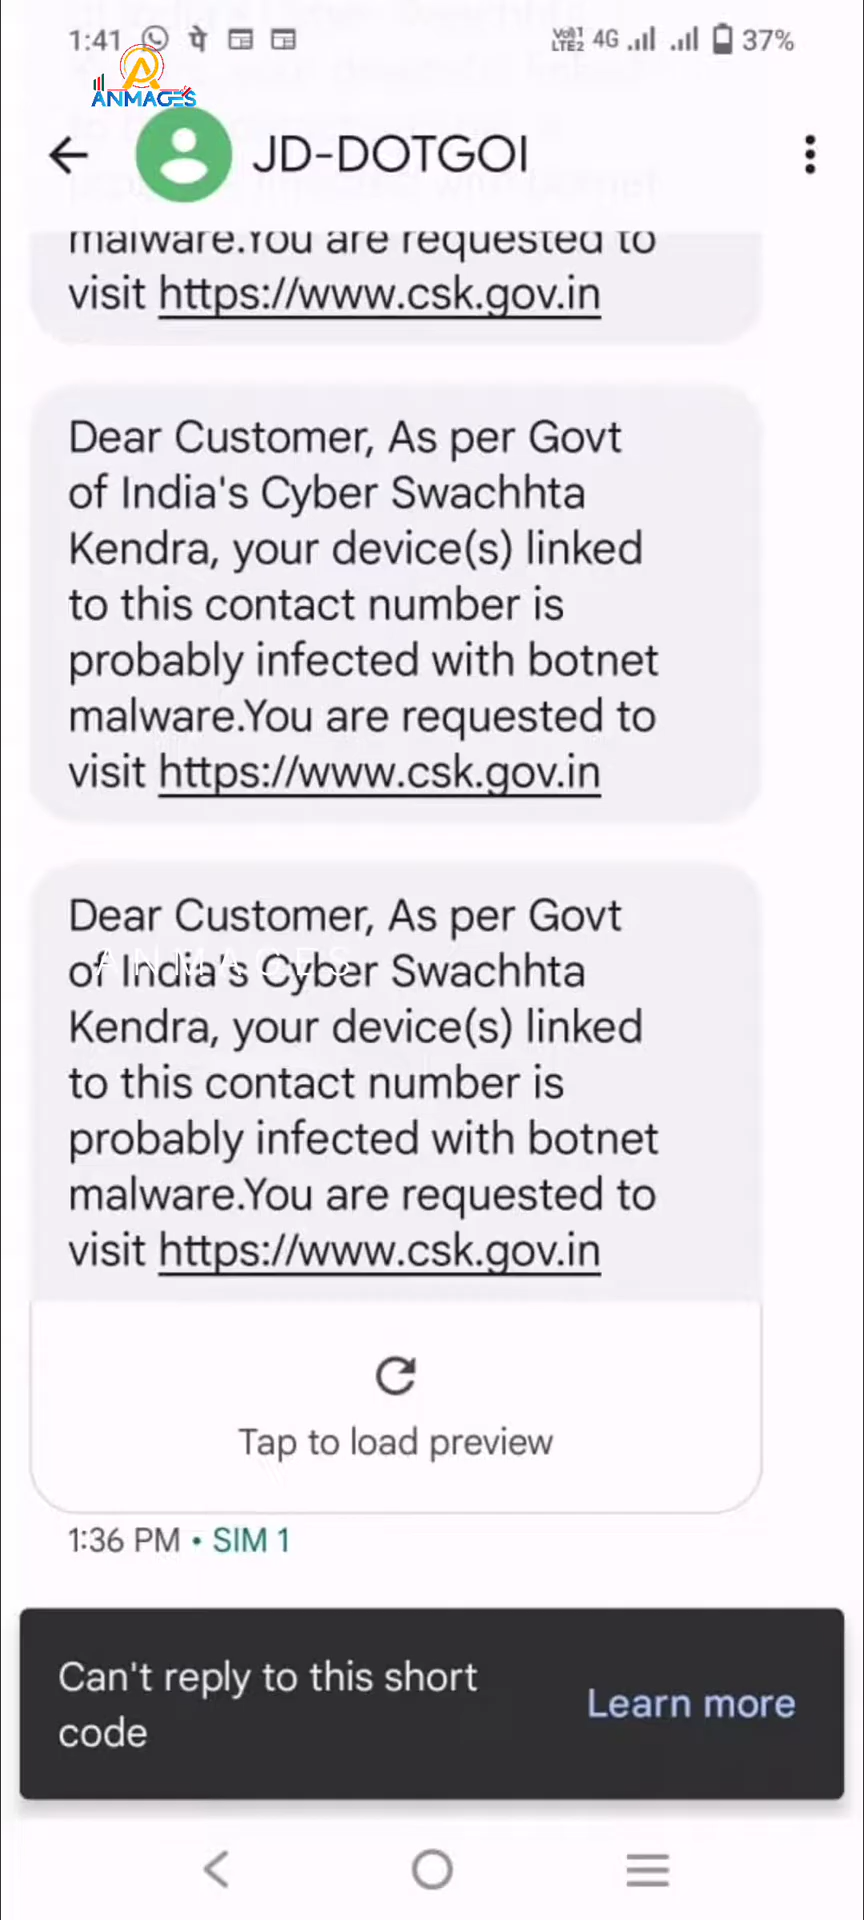 1:41 पे VoI1 LTE2 4G 37%
ANMAGES
JD-DOTGOI
malware.You are requested to
visit https://www.csk.gov.in
Dear Customer, As per Govt
of India's Cyber Swachhta
Kendra, your device(s) linked
to this contact number is
probably infected with botnet
malware.You are requested to
visit https://www.csk.gov.in
Dear Customer, As per Govt
of India's Cyber Swachhta
ANMAGES
Kendra, your device(s) linked
to this contact number is
probably infected with botnet
malware.You are requested to
visit https://www.csk.gov.in
Tap to load preview
1:36 PM • SIM 1
Can't reply to this short
code
Learn more